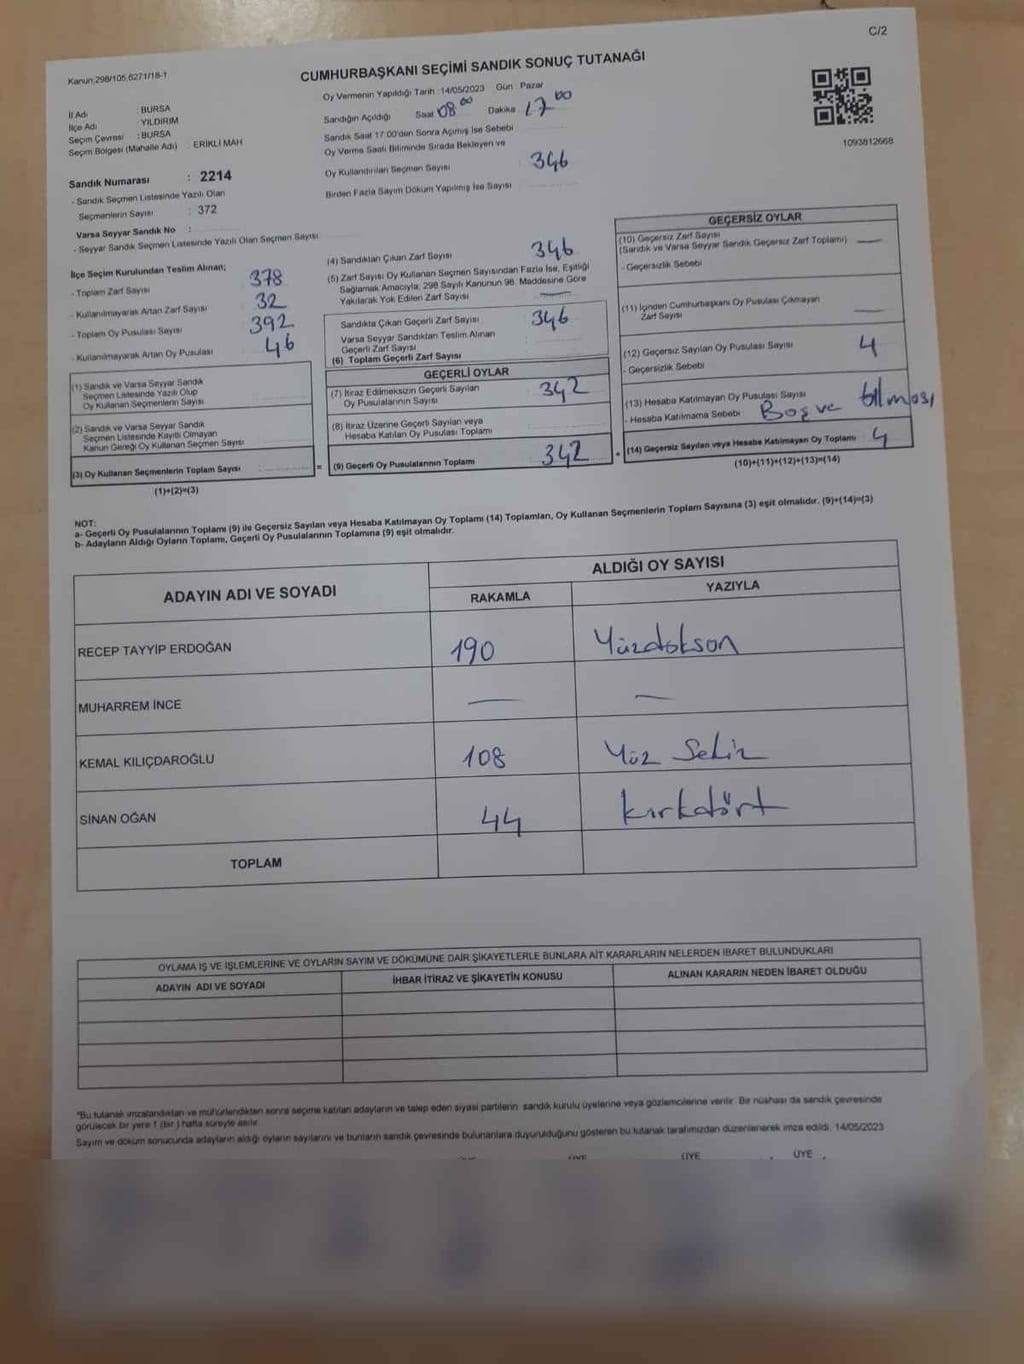 C/2
Kanun:298/105,6271/18-1
CUMHURBAŞKANI SEÇİMİ SANDIK SONUÇ TUTANAĞI
İl Adı : BURSA
İlçe Adı : YILDIRIM
Seçim Çevresi : BURSA
Seçim Bölgesi (Mahalle Adı) : ERİKLİ MAH
Sandık Numarası : 2214
- Sandık Seçmen Listesinde Yazılı Olan
Seçmenlerin Sayısı : 372
Varsa Seyyar Sandık No :
- Seyyar Sandık Seçmen Listesinde Yazılı Olan Seçmen Sayısı:
Oy Vermenin Yapıldığı Tarih : 14/05/2023 Gün : Pazar
Sandığın Açıldığı Saat 08 00 Dakika 17 00
Sandık Saat 17.00'den Sonra Açımış İse Sebebi
Oy Verme Saati Bitiminde Sırada Bekleyen ve
Oy Kullandırılan Seçmen Sayısı 346
Birden Fazla Sayım Döküm Yapılmış İse Sayısı
1093812668
İlçe Seçim Kurulundan Teslim Alınan;
- Toplam Zarf Sayısı 378
- Kullanılmayarak Artan Zarf Sayısı 32
- Toplam Oy Pusulası Sayısı 392
- Kullanılmayarak Artan Oy Pusulası 46
(1) Sandık ve Varsa Seyyar Sandık
Seçmen Listesinde Yazılı Olup
Oy Kullanan Seçmenlerin Sayısı
(2) Sandık ve Varsa Seyyar Sandık
Seçmen Listesinde Kayıtlı Olmayan
Kanun Gereği Oy Kullanan Seçmen Sayısı
(3) Oy Kullanan Seçmenlerin Toplam Sayısı =
(1)+(2)=(3)
(4) Sandıktan Çıkan Zarf Sayısı 346
(5) Zarf Sayısı Oy Kullanan Seçmen Sayısından Fazla İse, Eşitliği
Sağlamak Amacıyla, 298 Sayılı Kanunun 98. Maddesine Göre
Yakılarak Yok Edilen Zarf Sayısı —
Sandıkta Çıkan Geçerli Zarf Sayısı 346
Varsa Seyyar Sandıktan Teslim Alınan
Geçerli Zarf Sayısı
(6) Toplam Geçerli Zarf Sayısı
GEÇERLİ OYLAR
(7) İtiraz Edilmeksizin Geçerli Sayılan
Oy Pusulalarının Sayısı 342
(8) İtiraz Üzerine Geçerli Sayılan veya
Hesaba Katılan Oy Pusulası Toplamı
(9) Geçerli Oy Pusulalarının Toplamı 342 +
GEÇERSİZ OYLAR
(10) Geçersiz Zarf Sayısı
(Sandık ve Varsa Seyyar Sandık Geçersiz Zarf Toplamı) —
- Geçersizlik Sebebi
(11) İçinden Cumhurbaşkanı Oy Pusulası Çıkmayan
Zarf Sayısı —
(12) Geçersiz Sayılan Oy Pusulası Sayısı 4
- Geçersizlik Sebebi
(13) Hesaba Katılmayan Oy Pusulası Sayısı
- Hesaba Katılmama Sebebi Boş ve
(14) Geçersiz Sayılan veya Hesaba Katılmayan Oy Toplamı 4
(10)+(11)+(12)+(13)=(14)
NOT:
a- Geçerli Oy Pusulalarının Toplamı (9) ile Geçersiz Sayılan veya Hesaba Katılmayan Oy Toplamı (14) Toplamları, Oy Kullanan Seçmenlerin Toplam Sayısına (3) eşit olmalıdır. (9)+(14)=(3)
b- Adayların Aldığı Oyların Toplamı, Geçerli Oy Pusulalarının Toplamına (9) eşit olmalıdır.
ADAYIN ADI VE SOYADI ALDIĞI OY SAYISI
RAKAMLA YAZIYLA
RECEP TAYYİP ERDOĞAN 190 Yüzdokson
MUHARREM İNCE — —
KEMAL KILIÇDAROĞLU 108 Yüz Sekiz
SİNAN OĞAN 44 kırkdört
TOPLAM
OYLAMA İŞ VE İŞLEMLERİNE VE OYLARIN SAYIM VE DÖKÜMÜNE DAİR ŞİKAYETLERLE BUNLARA AİT KARARLARIN NELERDEN İBARET BULUNDUKLARI
ADAYIN ADI VE SOYADI İHBAR İTİRAZ VE ŞİKAYETİN KONUSU ALINAN KARARIN NEDEN İBARET OLDUĞU
*Bu tutanak imzalandıktan ve mühürlendikten sonra seçime katılan adayların ve talep eden siyasi partilerin sandık kurulu üyelerine veya gözlemcilerine verilir. Bir nüshası da sandık çevresinde
görülecek bir yere 1 (bir) hafta süreyle asılır.
Sayım ve döküm sonucunda adayların aldığı oyların sayılarını ve bunların sandık çevresinde bulunanlara duyurulduğunu gösteren bu tutanak tarafımızdan düzenlenerek imza edildi. 14/05/2023
ÜYE ÜYE ÜYE